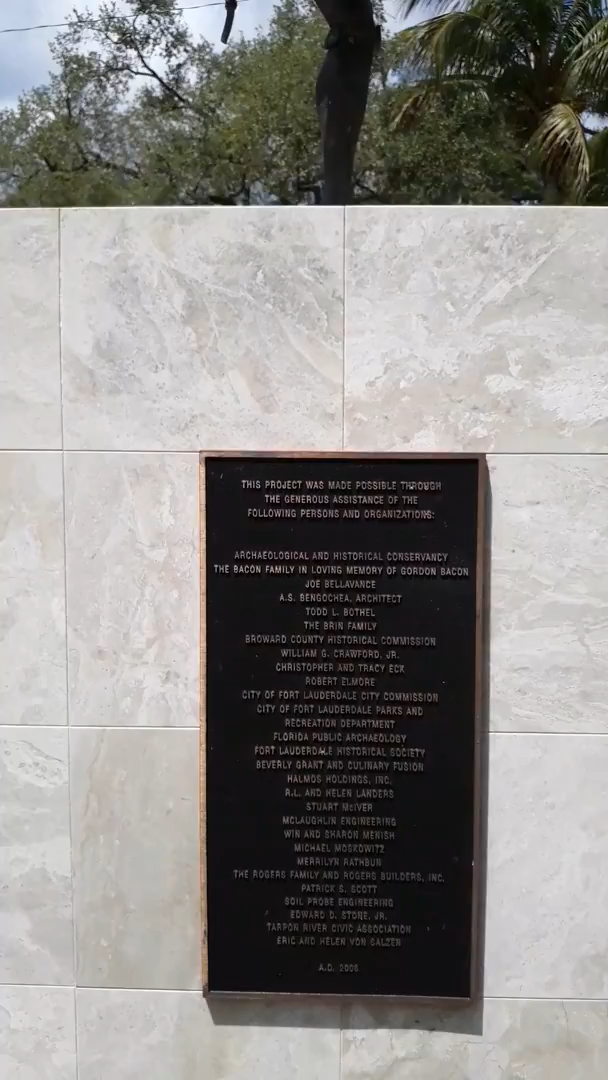 THIS PROJECT WAS MADE POSSIBLE THROUGH
THE GENEROUS ASSISTANCE OF THE
FOLLOWING PERSONS AND ORGANIZATIONS:
ARCHAEOLOGICAL AND HISTORICAL CONSERVANCY
THE BACON FAMILY IN LOVING MEMORY OF GORDON BACON
JOE BELLAVANCE
A.S. BENGOCHEA, ARCHITECT
TODD L. BOTHEL
THE BRIN FAMILY
BROWARD COUNTY HISTORICAL COMMISSION
WILLIAM G. CRAWFORD, JR.
CHRISTOPHER AND TRACY ECK
ROBERT ELMORE
CITY OF FORT LAUDERDALE CITY COMMISSION
CITY OF FORT LAUDERDALE PARKS AND
RECREATION DEPARTMENT
FLORIDA PUBLIC ARCHAEOLOGY
FORT LAUDERDALE HISTORICAL SOCIETY
BEVERLY GRANT AND CULINARY FUSION
HALMOS HOLDINGS, INC.
R.L. AND HELEN LANDERS
STUART McIVER
MCLAUGHLIN ENGINEERING
WIN AND SHARON MENISH
MICHAEL MOSKOWITZ
MERRILYN RATHBUN
THE ROGERS FAMILY AND ROGERS BUILDERS, INC.
PATRICK S. SCOTT
SOIL PROBE ENGINEERING
EDWARD D. STONE, JR.
TARPON RIVER CIVIC ASSOCIATION
ERIC AND HELEN VON SALZEN
A.D.